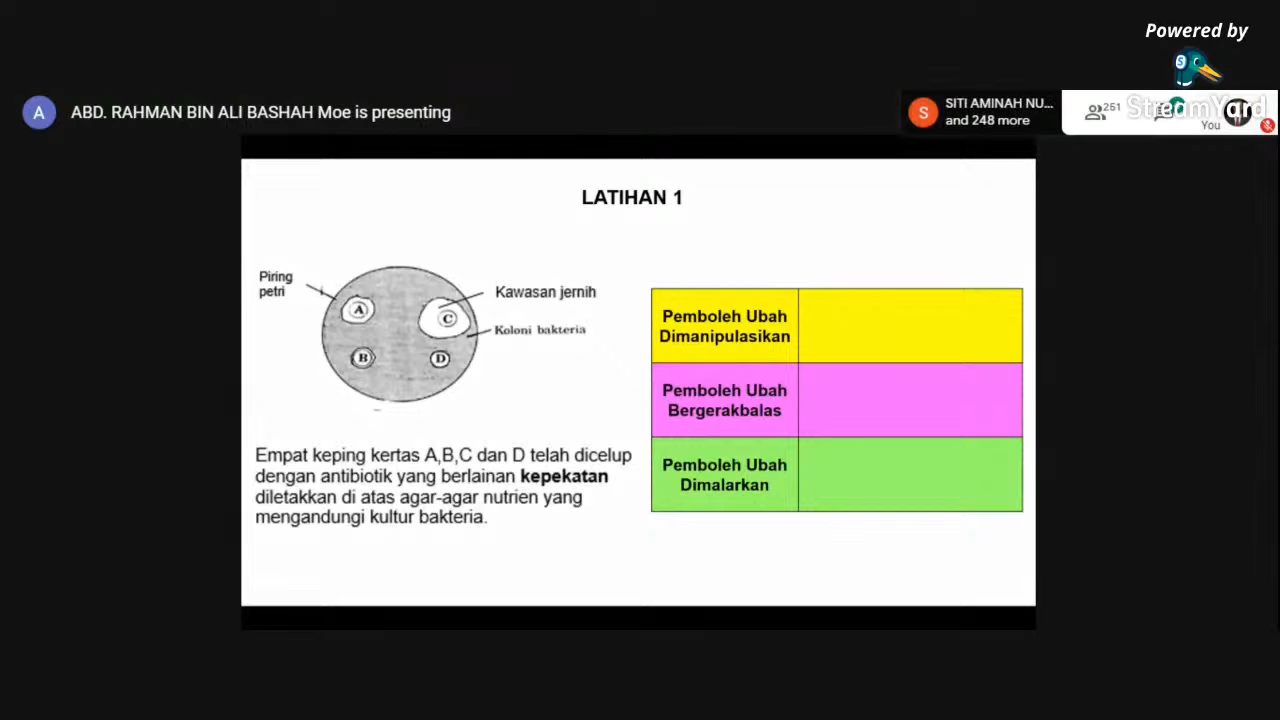 Powered by
StreamYard
A
ABD. RAHMAN BIN ALI BASHAH Moe is presenting
S
SITI AMINAH NU...
and 248 more
251
You
LATIHAN 1
Piring
petri
Kawasan jernih
Koloni bakteria
A
C
B
D
Empat keping kertas A,B,C dan D telah dicelup
dengan antibiotik yang berlainan kepekatan
diletakkan di atas agar-agar nutrien yang
mengandungi kultur bakteria.
Pemboleh Ubah
Dimanipulasikan
Pemboleh Ubah
Bergerakbalas
Pemboleh Ubah
Dimalarkan